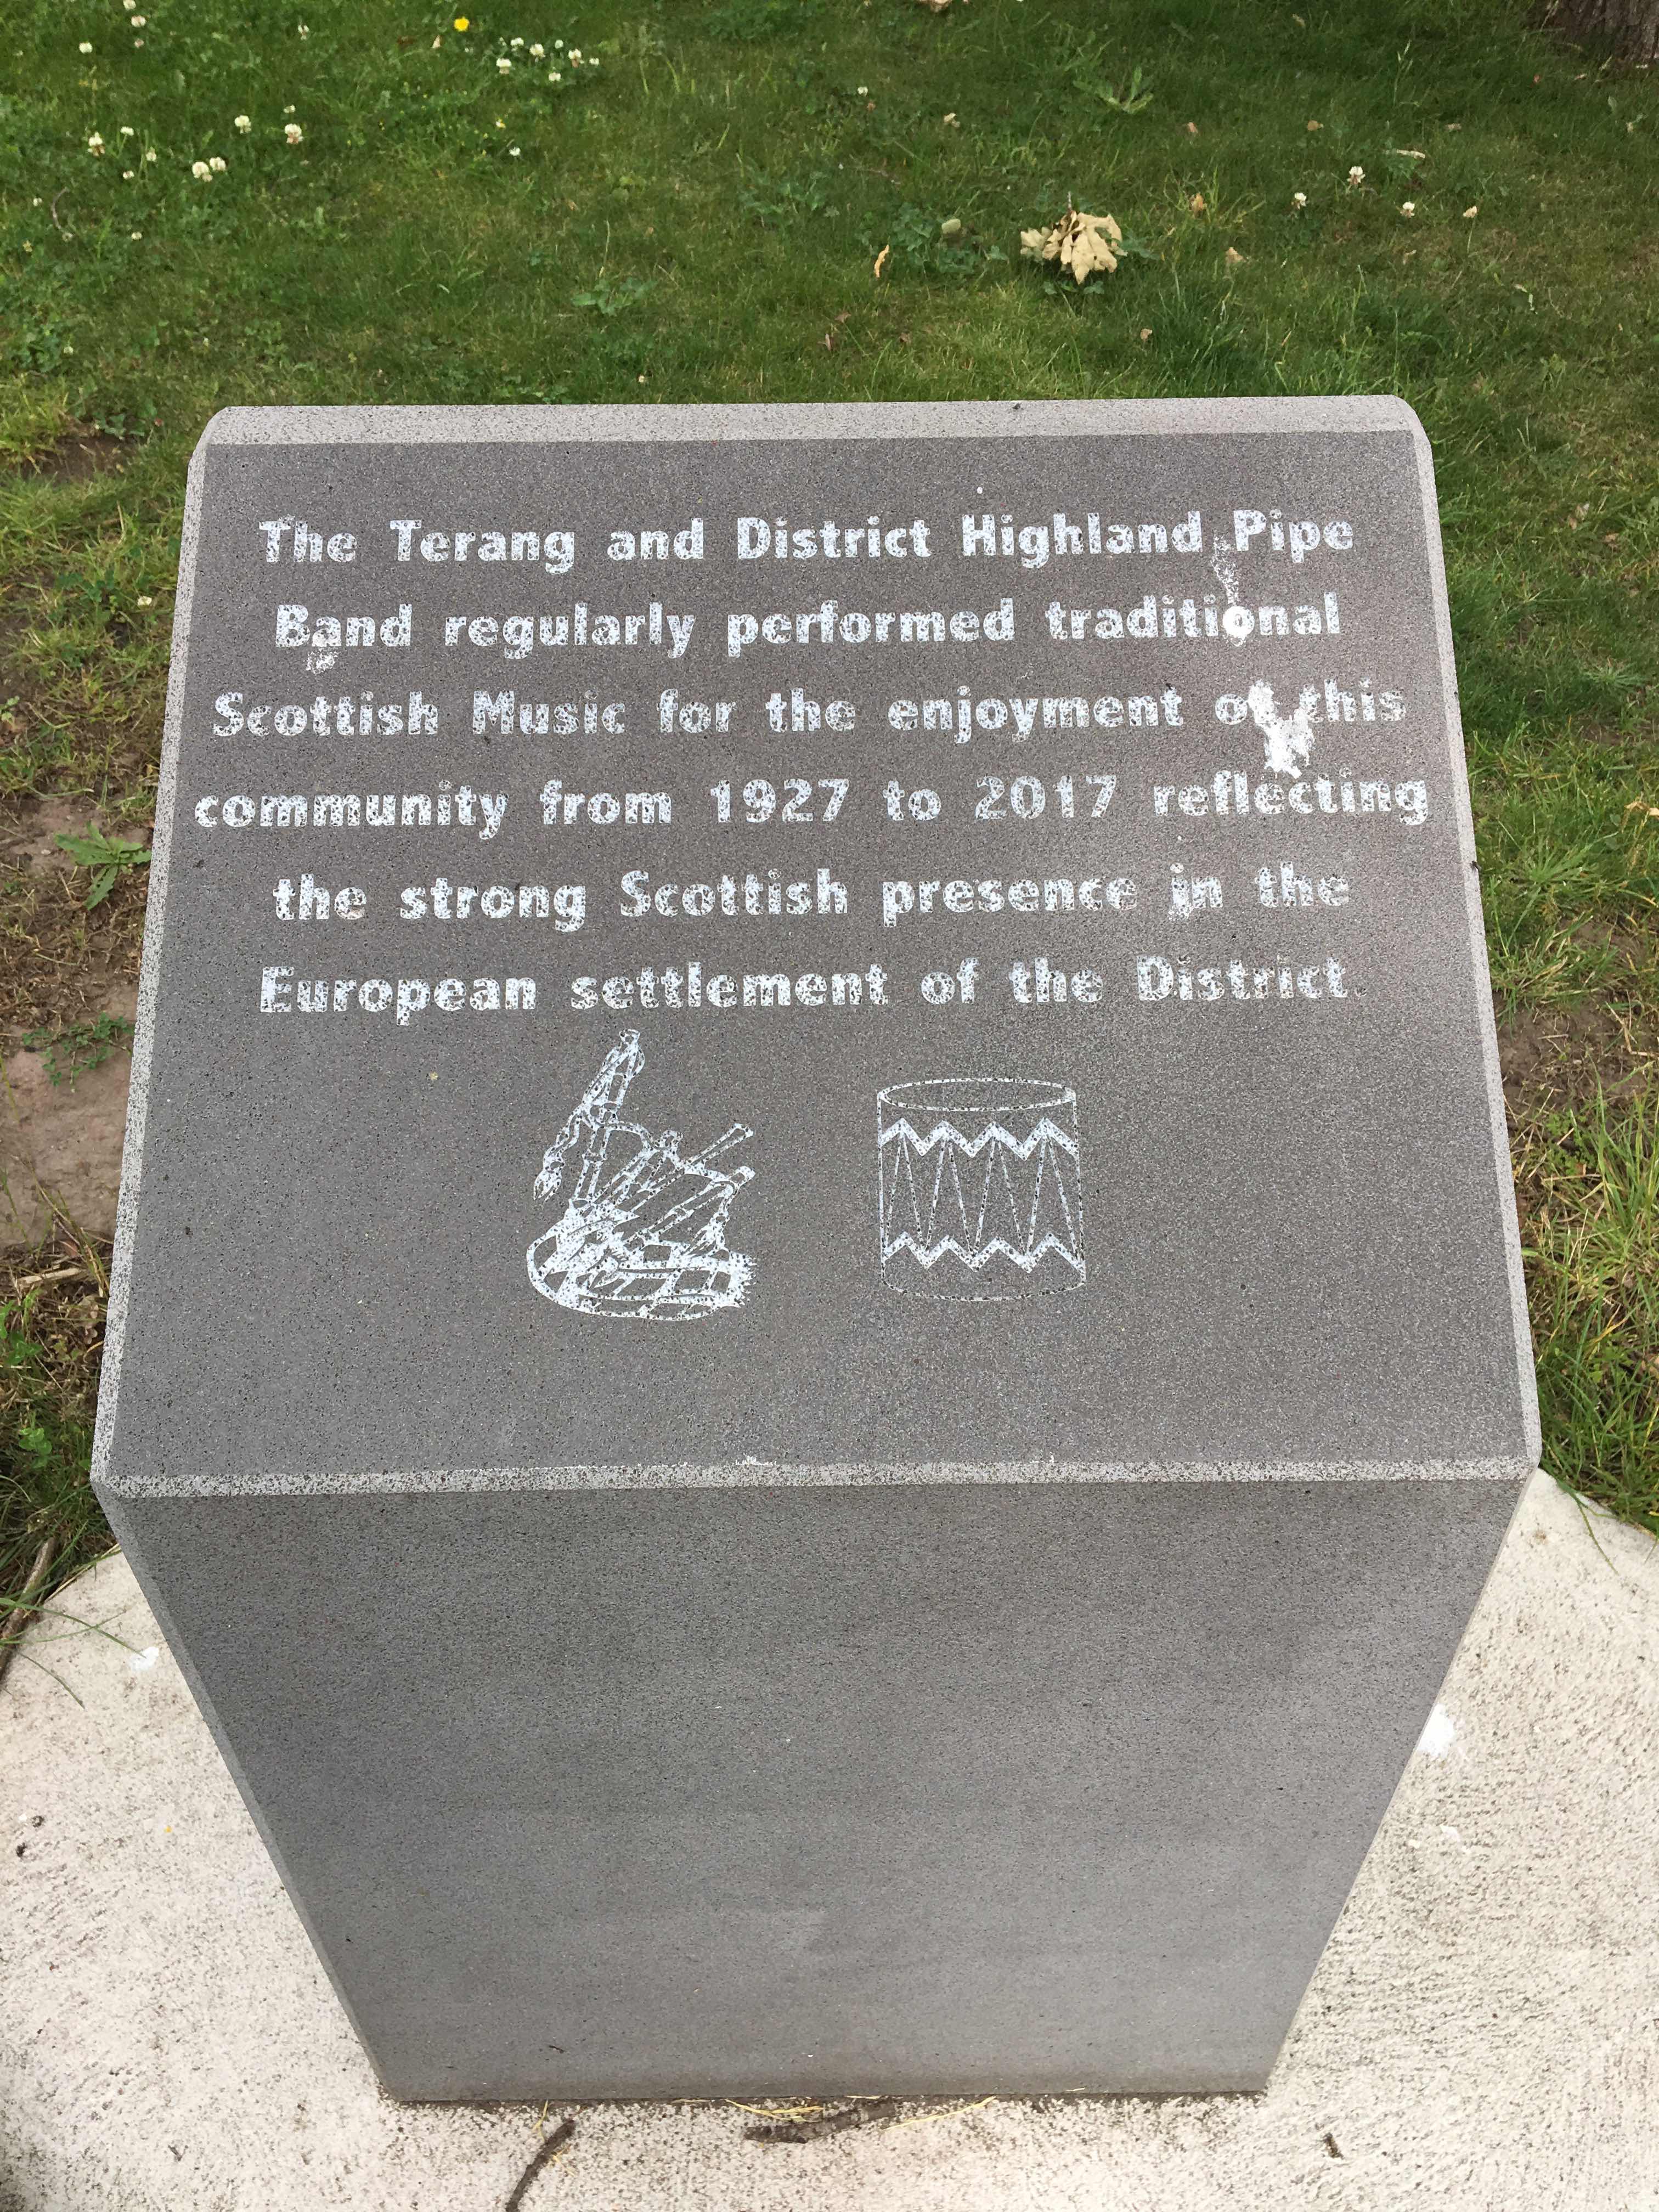 The Terang and District Highland Pipe
Band regularly performed traditional
Scottish Music for the enjoyment of this
community from 1927 to 2017 reflecting
the strong Scottish presence in the
European settlement of the District.